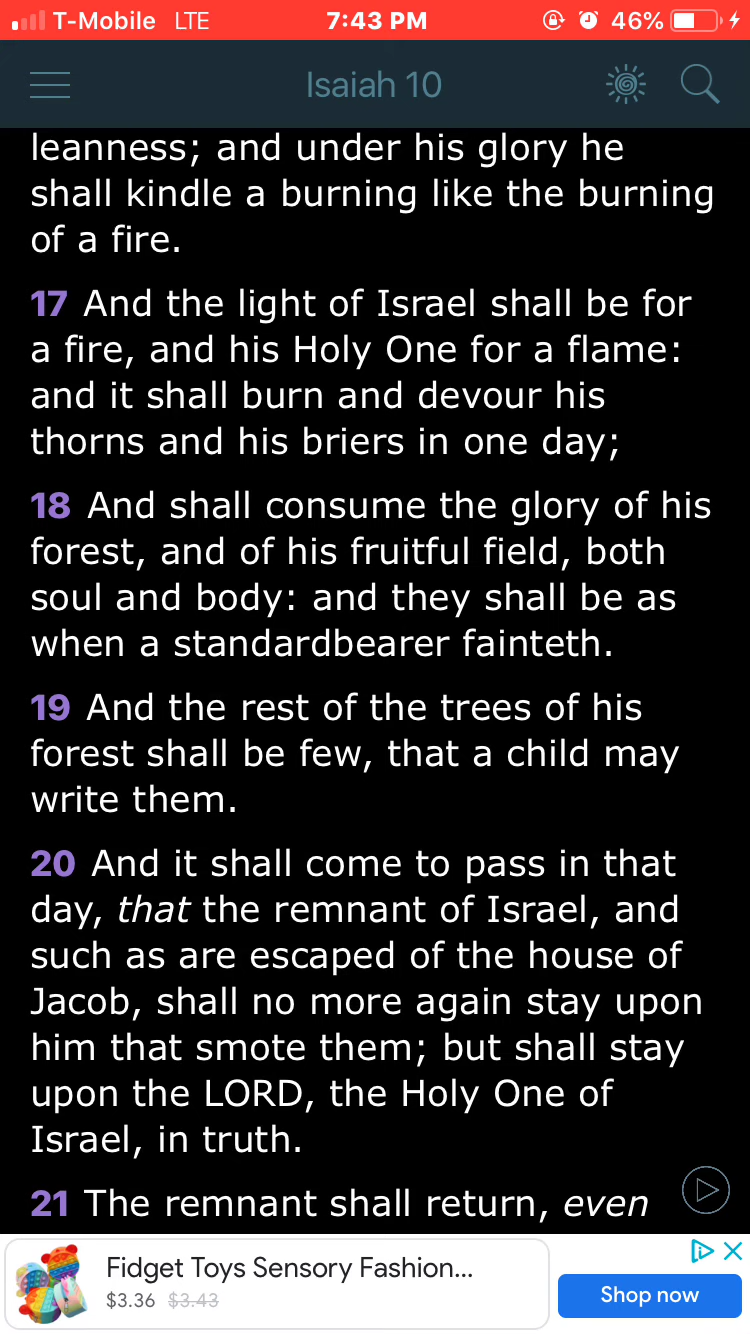 T-Mobile LTE 7:43 PM 46%
Isaiah 10
leanness; and under his glory he
shall kindle a burning like the burning
of a fire.
17 And the light of Israel shall be for
a fire, and his Holy One for a flame:
and it shall burn and devour his
thorns and his briers in one day;
18 And shall consume the glory of his
forest, and of his fruitful field, both
soul and body: and they shall be as
when a standardbearer fainteth.
19 And the rest of the trees of his
forest shall be few, that a child may
write them.
20 And it shall come to pass in that
day, that the remnant of Israel, and
such as are escaped of the house of
Jacob, shall no more again stay upon
him that smote them; but shall stay
upon the LORD, the Holy One of
Israel, in truth.
21 The remnant shall return, even
Fidget Toys Sensory Fashion...
$3.36 $3.43
Shop now